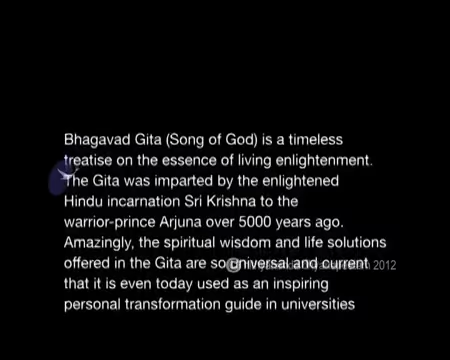 Bhagavad Gita (Song of God) is a timeless
treatise on the essence of living enlightenment.
The Gita was imparted by the enlightened
Hindu incarnation Sri Krishna to the
warrior-prince Arjuna over 5000 years ago.
Amazingly, the spiritual wisdom and life solutions
offered in the Gita are so universal and current
2012
that it is even today used as an inspiring
personal transformation guide in universities